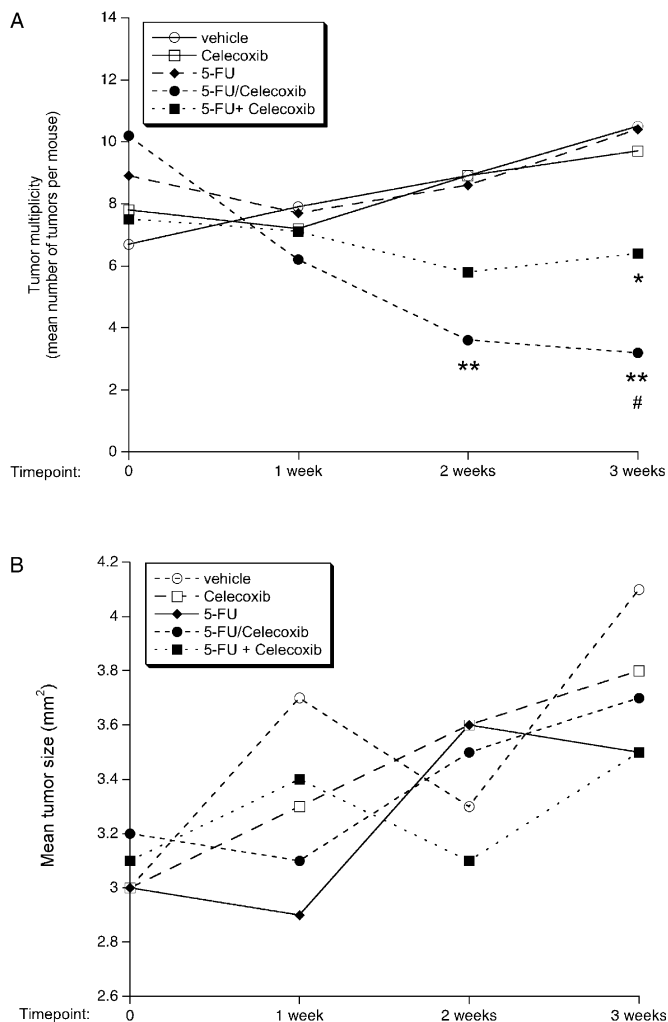 A
14
12
10
8
6
4
2
0
Tumor multiplicity
(mean number of tumors per mouse)
vehicle
Celecoxib
5-FU
5-FU/Celecoxib
5-FU+ Celecoxib
*
**
**
#
Timepoint:
0
1 week
2 weeks
3 weeks
B
4.2
4
3.8
3.6
3.4
3.2
3
2.8
2.6
Mean tumor size (mm²)
vehicle
Celecoxib
5-FU
5-FU/Celecoxib
5-FU + Celecoxib
Timepoint:
0
1 week
2 weeks
3 weeks